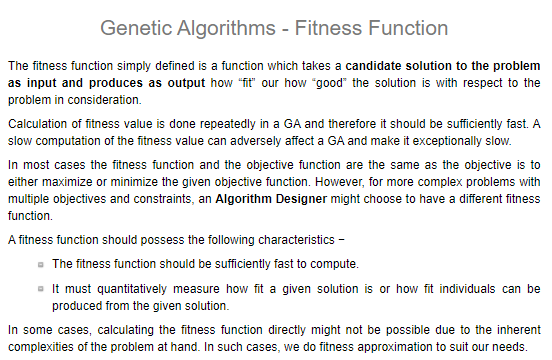 Genetic Algorithms - Fitness Function
The fitness function simply defined is a function which takes a candidate solution to the problem
as input and produces as output how “fit” our how “good” the solution is with respect to the
problem in consideration.
Calculation of fitness value is done repeatedly in a GA and therefore it should be sufficiently fast. A
slow computation of the fitness value can adversely affect a GA and make it exceptionally slow.
In most cases the fitness function and the objective function are the same as the objective is to
either maximize or minimize the given objective function. However, for more complex problems with
multiple objectives and constraints, an Algorithm Designer might choose to have a different fitness
function.
A fitness function should possess the following characteristics −
The fitness function should be sufficiently fast to compute.
It must quantitatively measure how fit a given solution is or how fit individuals can be
produced from the given solution.
In some cases, calculating the fitness function directly might not be possible due to the inherent
complexities of the problem at hand. In such cases, we do fitness approximation to suit our needs.